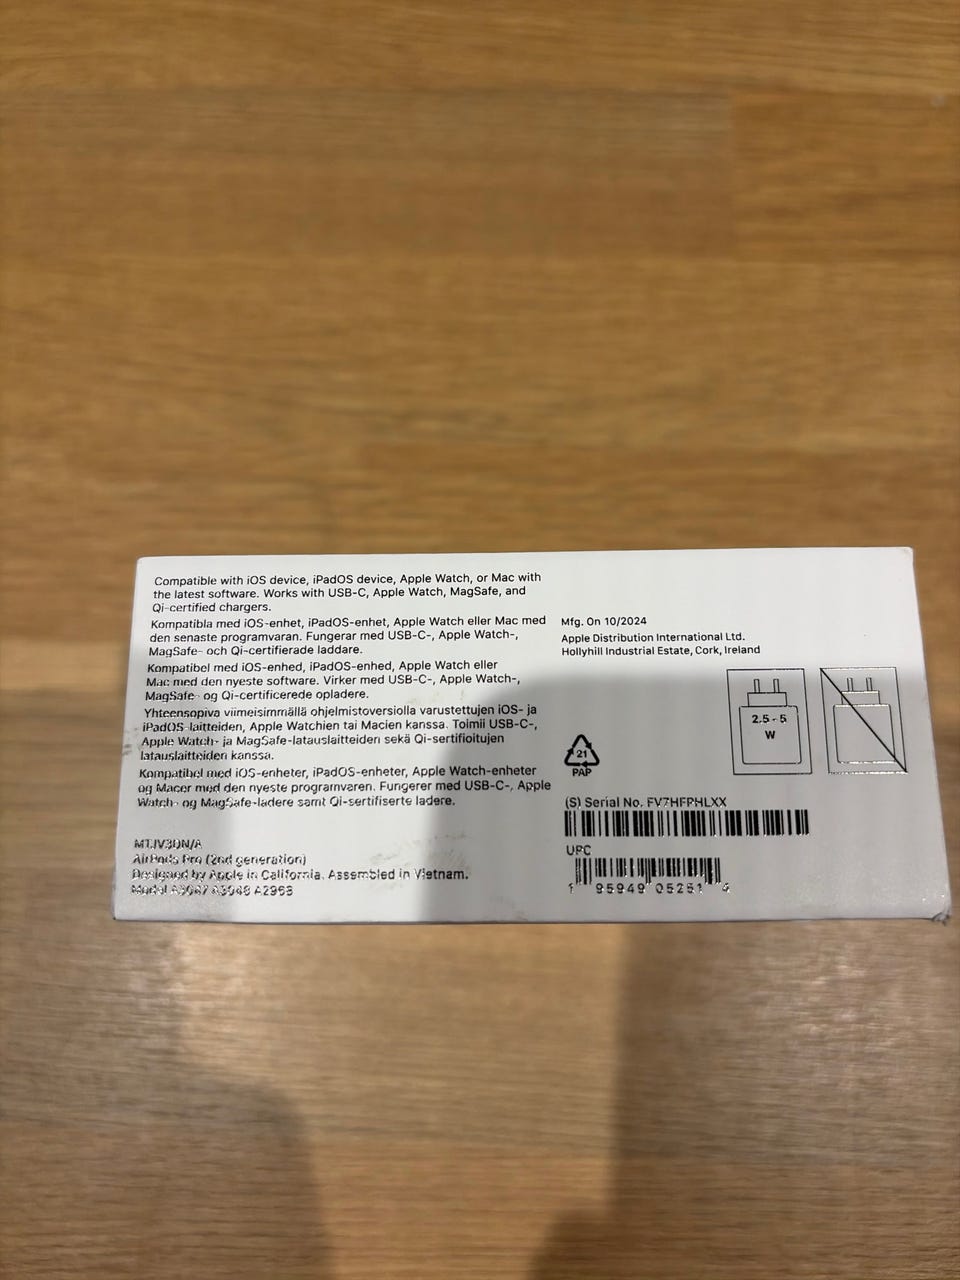 Compatible with iOS device, iPadOS device, Apple Watch, or Mac with
the latest software. Works with USB-C, Apple Watch, MagSafe, and
Qi-certified chargers.
Kompatibla med iOS-enhet, iPadOS-enhet, Apple Watch eller Mac med
den senaste programvaran. Fungerar med USB-C-, Apple Watch-,
MagSafe- och Qi-certifierade laddare.
Kompatibel med iOS-enhed, iPadOS-enhed, Apple Watch eller
Mac med den nyeste software. Virker med USB-C-, Apple Watch-,
MagSafe- og Qi-certificerede opladere.
Yhteensopiva viimeisimmällä ohjelmistoversiolla varustettujen iOS- ja
iPadOS-laitteiden, Apple Watchien tai Macien kanssa. Toimii USB-C-,
Apple Watch- ja MagSafe-latauslaitteiden sekä Qi-sertifioitujen
latauslaitteiden kanssa.
Kompatibel med iOS-enheter, iPadOS-enheter, Apple Watch-enheter
og Macer med den nyeste programvaren. Fungerer med USB-C-, Apple
Watch- og MagSafe-ladere samt Qi-sertifiserte ladere.
AirPods Pro (2nd generation)
Designed by Apple in California. Assembled in Vietnam.
Model A3047 A3048 A2968
Mfg. On 10/2024
Apple Distribution International Ltd.
Hollyhill Industrial Estate, Cork, Ireland
2.5 - 5
W
21
PAP
(S) Serial No. FV7HFPHLXX
UPC
1 95949 05251 4